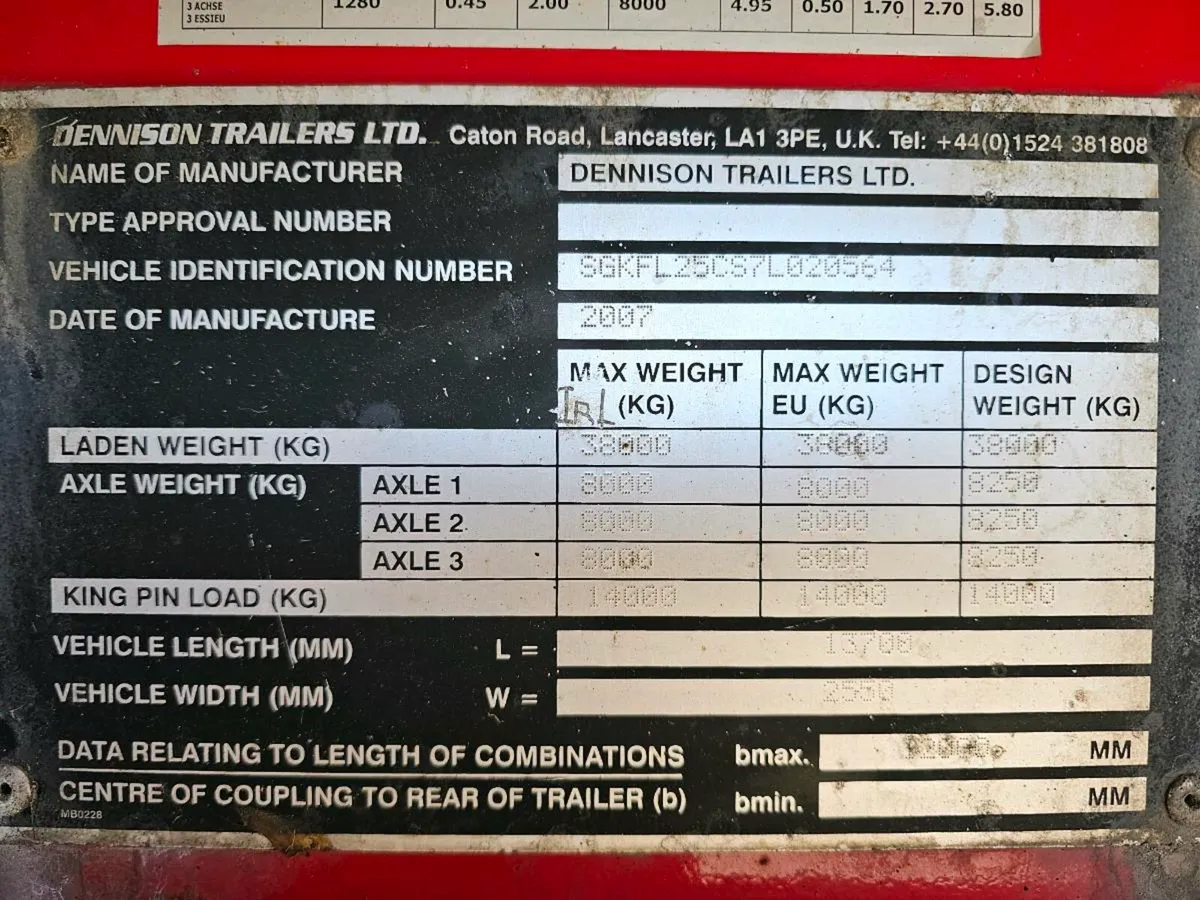 3 ACHSE 1280 0.45 2.00 8000 4.95 0.50 1.70 2.70 5.80
3 ESSIEU
DENNISON TRAILERS LTD. Caton Road, Lancaster, LA1 3PE, U.K. Tel: +44(0)1524 381808
NAME OF MANUFACTURER DENNISON TRAILERS LTD.
TYPE APPROVAL NUMBER
VEHICLE IDENTIFICATION NUMBER SGKFL25CS7L020564
DATE OF MANUFACTURE 2007
MAX WEIGHT MAX WEIGHT DESIGN
IRL (KG) EU (KG) WEIGHT (KG)
LADEN WEIGHT (KG) 38000 38000 38000
AXLE WEIGHT (KG) AXLE 1 8000 8000 8250
AXLE 2 8000 8000 8250
AXLE 3 8000 8000 8250
KING PIN LOAD (KG) 14000 14000 14000
VEHICLE LENGTH (MM) L = 13700
VEHICLE WIDTH (MM) W = 2550
DATA RELATING TO LENGTH OF COMBINATIONS bmax. MM
CENTRE OF COUPLING TO REAR OF TRAILER (b) bmin. MM
MB0228